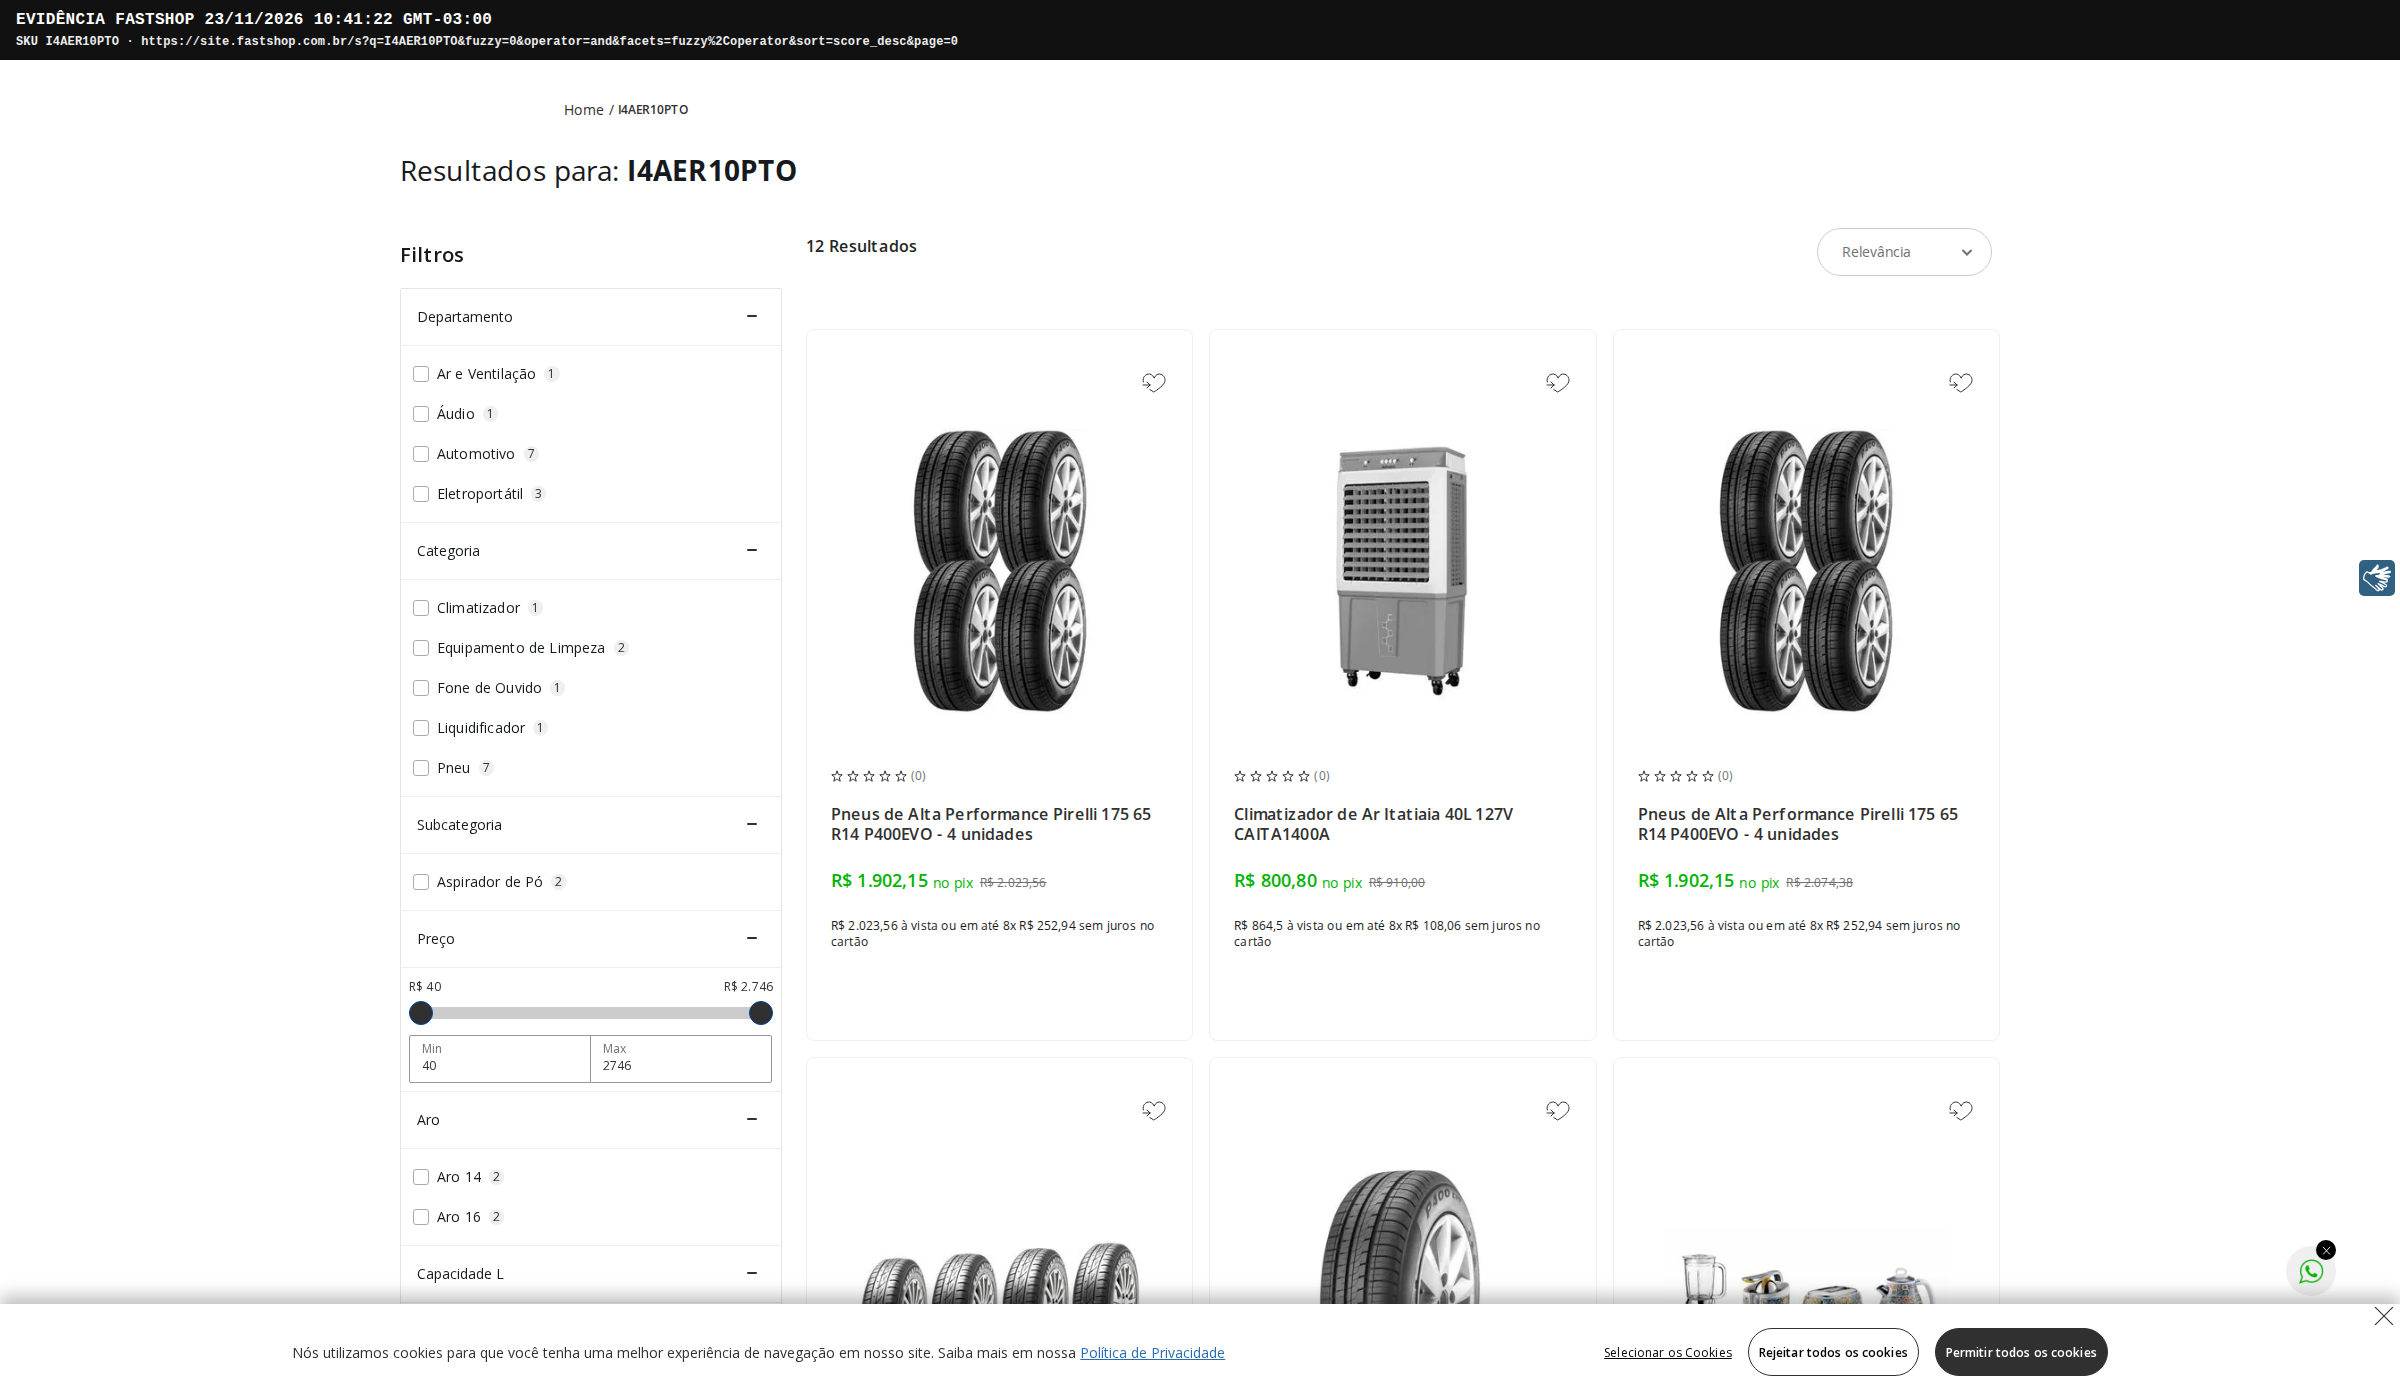 EVIDÊNCIA FASTSHOP 23/11/2026 10:41:22 GMT-03:00
SKU I4AER10PTO · https://site.fastshop.com.br/s?q=I4AER10PTO&fuzzy=0&operator=and&facets=fuzzy%2Coperator&sort=score_desc&page=0
Home / I4AER10PTO
Resultados para: I4AER10PTO
Filtros
12 Resultados
Relevância
Departamento
Ar e Ventilação 1
Áudio 1
Automotivo 7
Eletroportátil 3
Categoria
Climatizador 1
Equipamento de Limpeza 2
Fone de Ouvido 1
Liquidificador 1
Pneu 7
Subcategoria
Aspirador de Pó 2
Preço
R$ 40 R$ 2.746
Min Max
40 2746
Aro
Aro 14 2
Aro 16 2
Capacidade L
(0)
Pneus de Alta Performance Pirelli 175 65
R14 P400EVO - 4 unidades
R$ 1.902,15 no pix R$ 2.023,56
R$ 2.023,56 à vista ou em até 8x R$ 252,94 sem juros no
cartão
(0)
Climatizador de Ar Itatiaia 40L 127V
CAITA1400A
R$ 800,80 no pix R$ 910,00
R$ 864,5 à vista ou em até 8x R$ 108,06 sem juros no
cartão
(0)
Pneus de Alta Performance Pirelli 175 65
R14 P400EVO - 4 unidades
R$ 1.902,15 no pix R$ 2.074,38
R$ 2.023,56 à vista ou em até 8x R$ 252,94 sem juros no
cartão
P400
Nós utilizamos cookies para que você tenha uma melhor experiência de navegação em nosso site. Saiba mais em nossa Política de Privacidade
Selecionar os Cookies
Rejeitar todos os cookies
Permitir todos os cookies